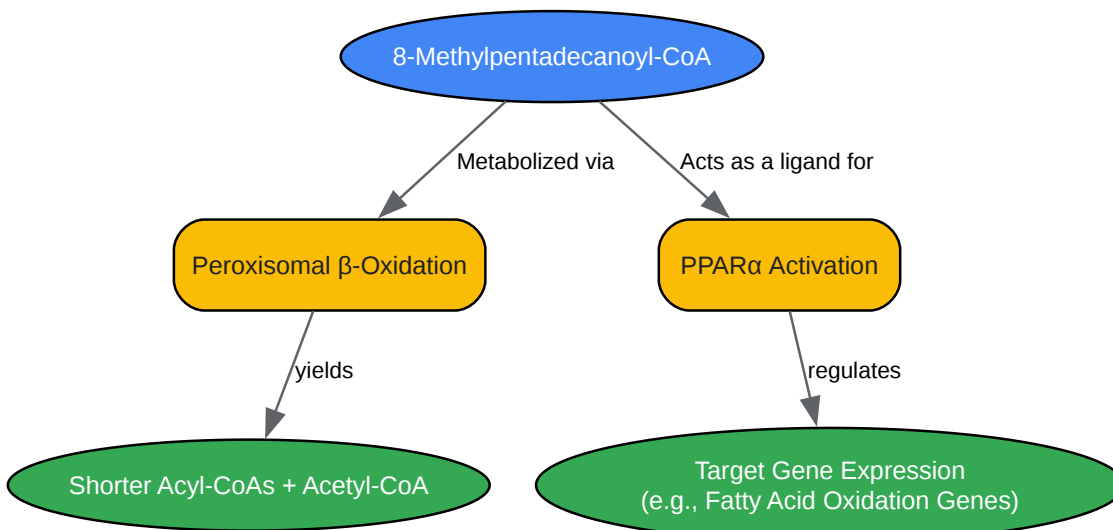 8-Methylpentadecanoyl-CoA
Metabolized via
Acts as a ligand for
Peroxisomal β-Oxidation
PPARα Activation
yields
regulates
Shorter Acyl-CoAs + Acetyl-CoA
Target Gene Expression
(e.g., Fatty Acid Oxidation Genes)